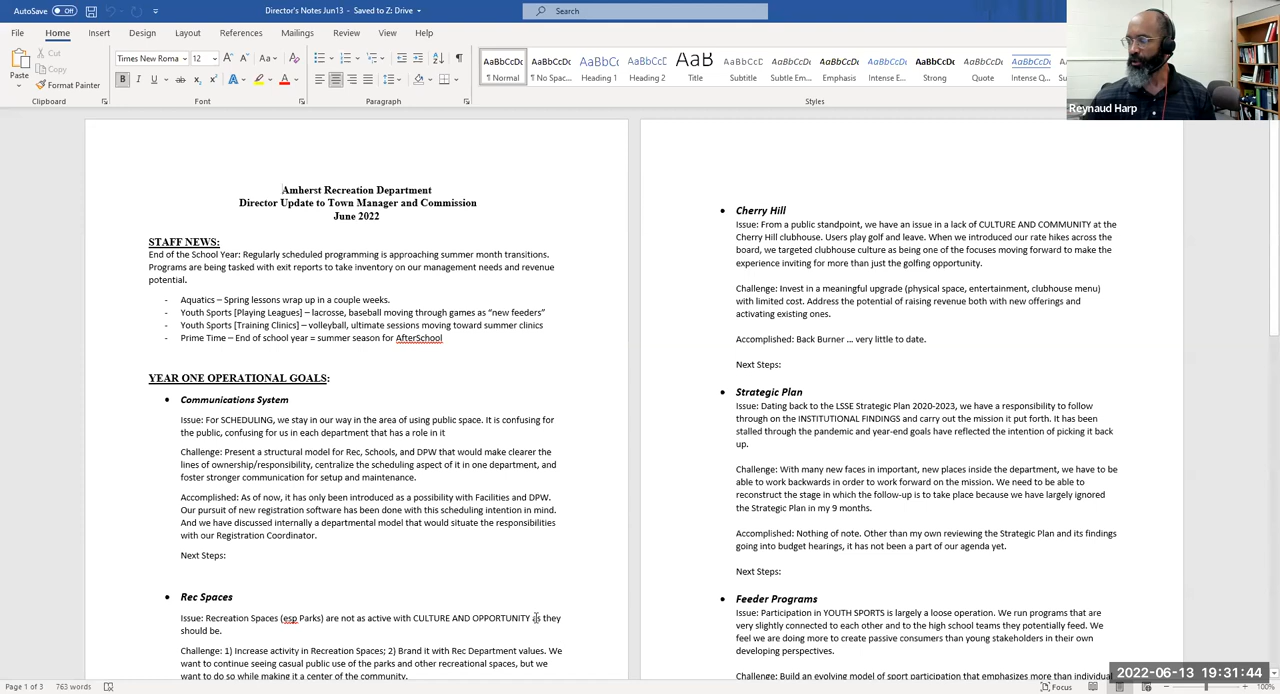 AutoSave Off Director's Notes Jun13 - Saved to Z: Drive Search
File Home Insert Design Layout References Mailings Review View Help
Paste
Cut
Copy
Format Painter
Times New Roma 12
AaBbCcDc AaBbCcDc AaBbCc AaBbCcC AaB AaBbCcD AaBbCcDc AaBbCcDc AaBbCcDc AaBbCcDc AaBbCcDc AaBbCcDc
¶ Normal ¶ No Spac... Heading 1 Heading 2 Title Subtitle Subtle Em... Emphasis Intense E... Strong Quote Intense Q...
Clipboard Font Paragraph Styles
Reynaud Harp
Amherst Recreation Department
Director Update to Town Manager and Commission
June 2022
STAFF NEWS:
End of the School Year: Regularly scheduled programming is approaching summer month transitions.
Programs are being tasked with exit reports to take inventory on our management needs and revenue
potential.
- Aquatics – Spring lessons wrap up in a couple weeks.
- Youth Sports [Playing Leagues] – lacrosse, baseball moving through games as “new feeders”
- Youth Sports [Training Clinics] – volleyball, ultimate sessions moving toward summer clinics
- Prime Time – End of school year = summer season for AfterSchool
YEAR ONE OPERATIONAL GOALS:
• Communications System
Issue: For SCHEDULING, we stay in our way in the area of using public space. It is confusing for
the public, confusing for us in each department that has a role in it
Challenge: Present a structural model for Rec, Schools, and DPW that would make clearer the
lines of ownership/responsibility, centralize the scheduling aspect of it in one department, and
foster stronger communication for setup and maintenance.
Accomplished: As of now, it has only been introduced as a possibility with Facilities and DPW.
Our pursuit of new registration software has been done with this scheduling intention in mind.
And we have discussed internally a departmental model that would situate the responsibilities
with our Registration Coordinator.
Next Steps:
• Rec Spaces
Issue: Recreation Spaces (esp Parks) are not as active with CULTURE AND OPPORTUNITY as they
should be.
Challenge: 1) Increase activity in Recreation Spaces; 2) Brand it with Rec Department values. We
want to continue seeing casual public use of the parks and other recreational spaces, but we
want to do so while making it a center of the community.
• Cherry Hill
Issue: From a public standpoint, we have an issue in a lack of CULTURE AND COMMUNITY at the
Cherry Hill clubhouse. Users play golf and leave. When we introduced our rate hikes across the
board, we targeted clubhouse culture as being one of the focuses moving forward to make the
experience inviting for more than just the golfing opportunity.
Challenge: Invest in a meaningful upgrade (physical space, entertainment, clubhouse menu)
with limited cost. Address the potential of raising revenue both with new offerings and
activating existing ones.
Accomplished: Back Burner ... very little to date.
Next Steps:
• Strategic Plan
Issue: Dating back to the LSSE Strategic Plan 2020-2023, we have a responsibility to follow
through on the INSTITUTIONAL FINDINGS and carry out the mission it put forth. It has been
stalled through the pandemic and year-end goals have reflected the intention of picking it back
up.
Challenge: With many new faces in important, new places inside the department, we have to be
able to work backwards in order to work forward on the mission. We need to be able to
reconstruct the stage in which the follow-up is to take place because we have largely ignored
the Strategic Plan in my 9 months.
Accomplished: Nothing of note. Other than my own reviewing the Strategic Plan and its findings
going into budget hearings, it has not been a part of our agenda yet.
Next Steps:
• Feeder Programs
Issue: Participation in YOUTH SPORTS is largely a loose operation. We run programs that are
very slightly connected to each other and to the high school teams they potentially feed. We
feel we are doing more to create passive consumers than young stakeholders in their own
developing perspectives.
Challenge: Build an evolving model of sport participation that emphasizes more than individual
2022-06-13 19:31:44
Page 1 of 3 763 words Focus 100%